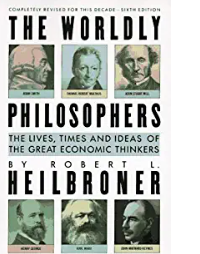 COMPLETELY REVISED FOR THIS DECADE - SIXTH EDITION
THE WORLDLY
ADAM SMITH
THOMAS ROBERT MALTHUS
JOHN STUART MILL
PHILOSOPHERS
THE LIVES, TIMES AND IDEAS OF
THE GREAT ECONOMIC THINKERS
BY ROBERT L.
HEILBRONER
HENRY GEORGE
KARL MARX
JOHN MAYNARD KEYNES